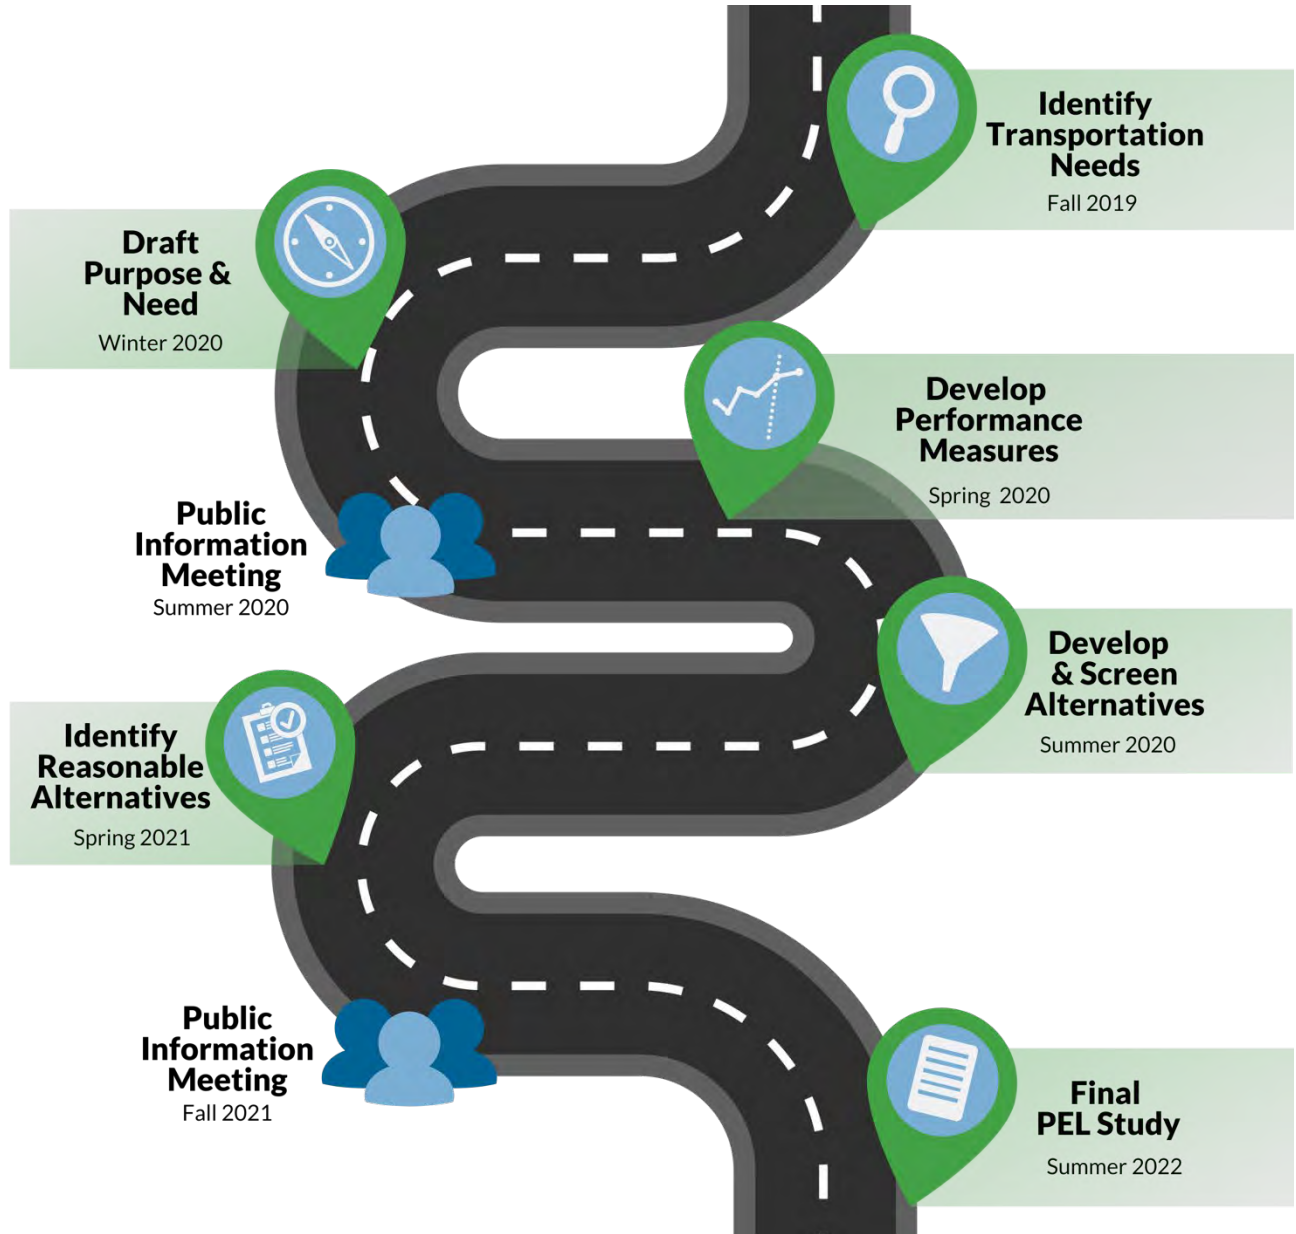 Identify
Transportation
Needs
Fall 2019
Draft
Purpose &
Need
Winter 2020
Develop
Performance
Measures
Spring 2020
Public
Information
Meeting
Summer 2020
Develop
& Screen
Alternatives
Summer 2020
Identify
Reasonable
Alternatives
Spring 2021
Public
Information
Meeting
Fall 2021
Final
PEL Study
Summer 2022